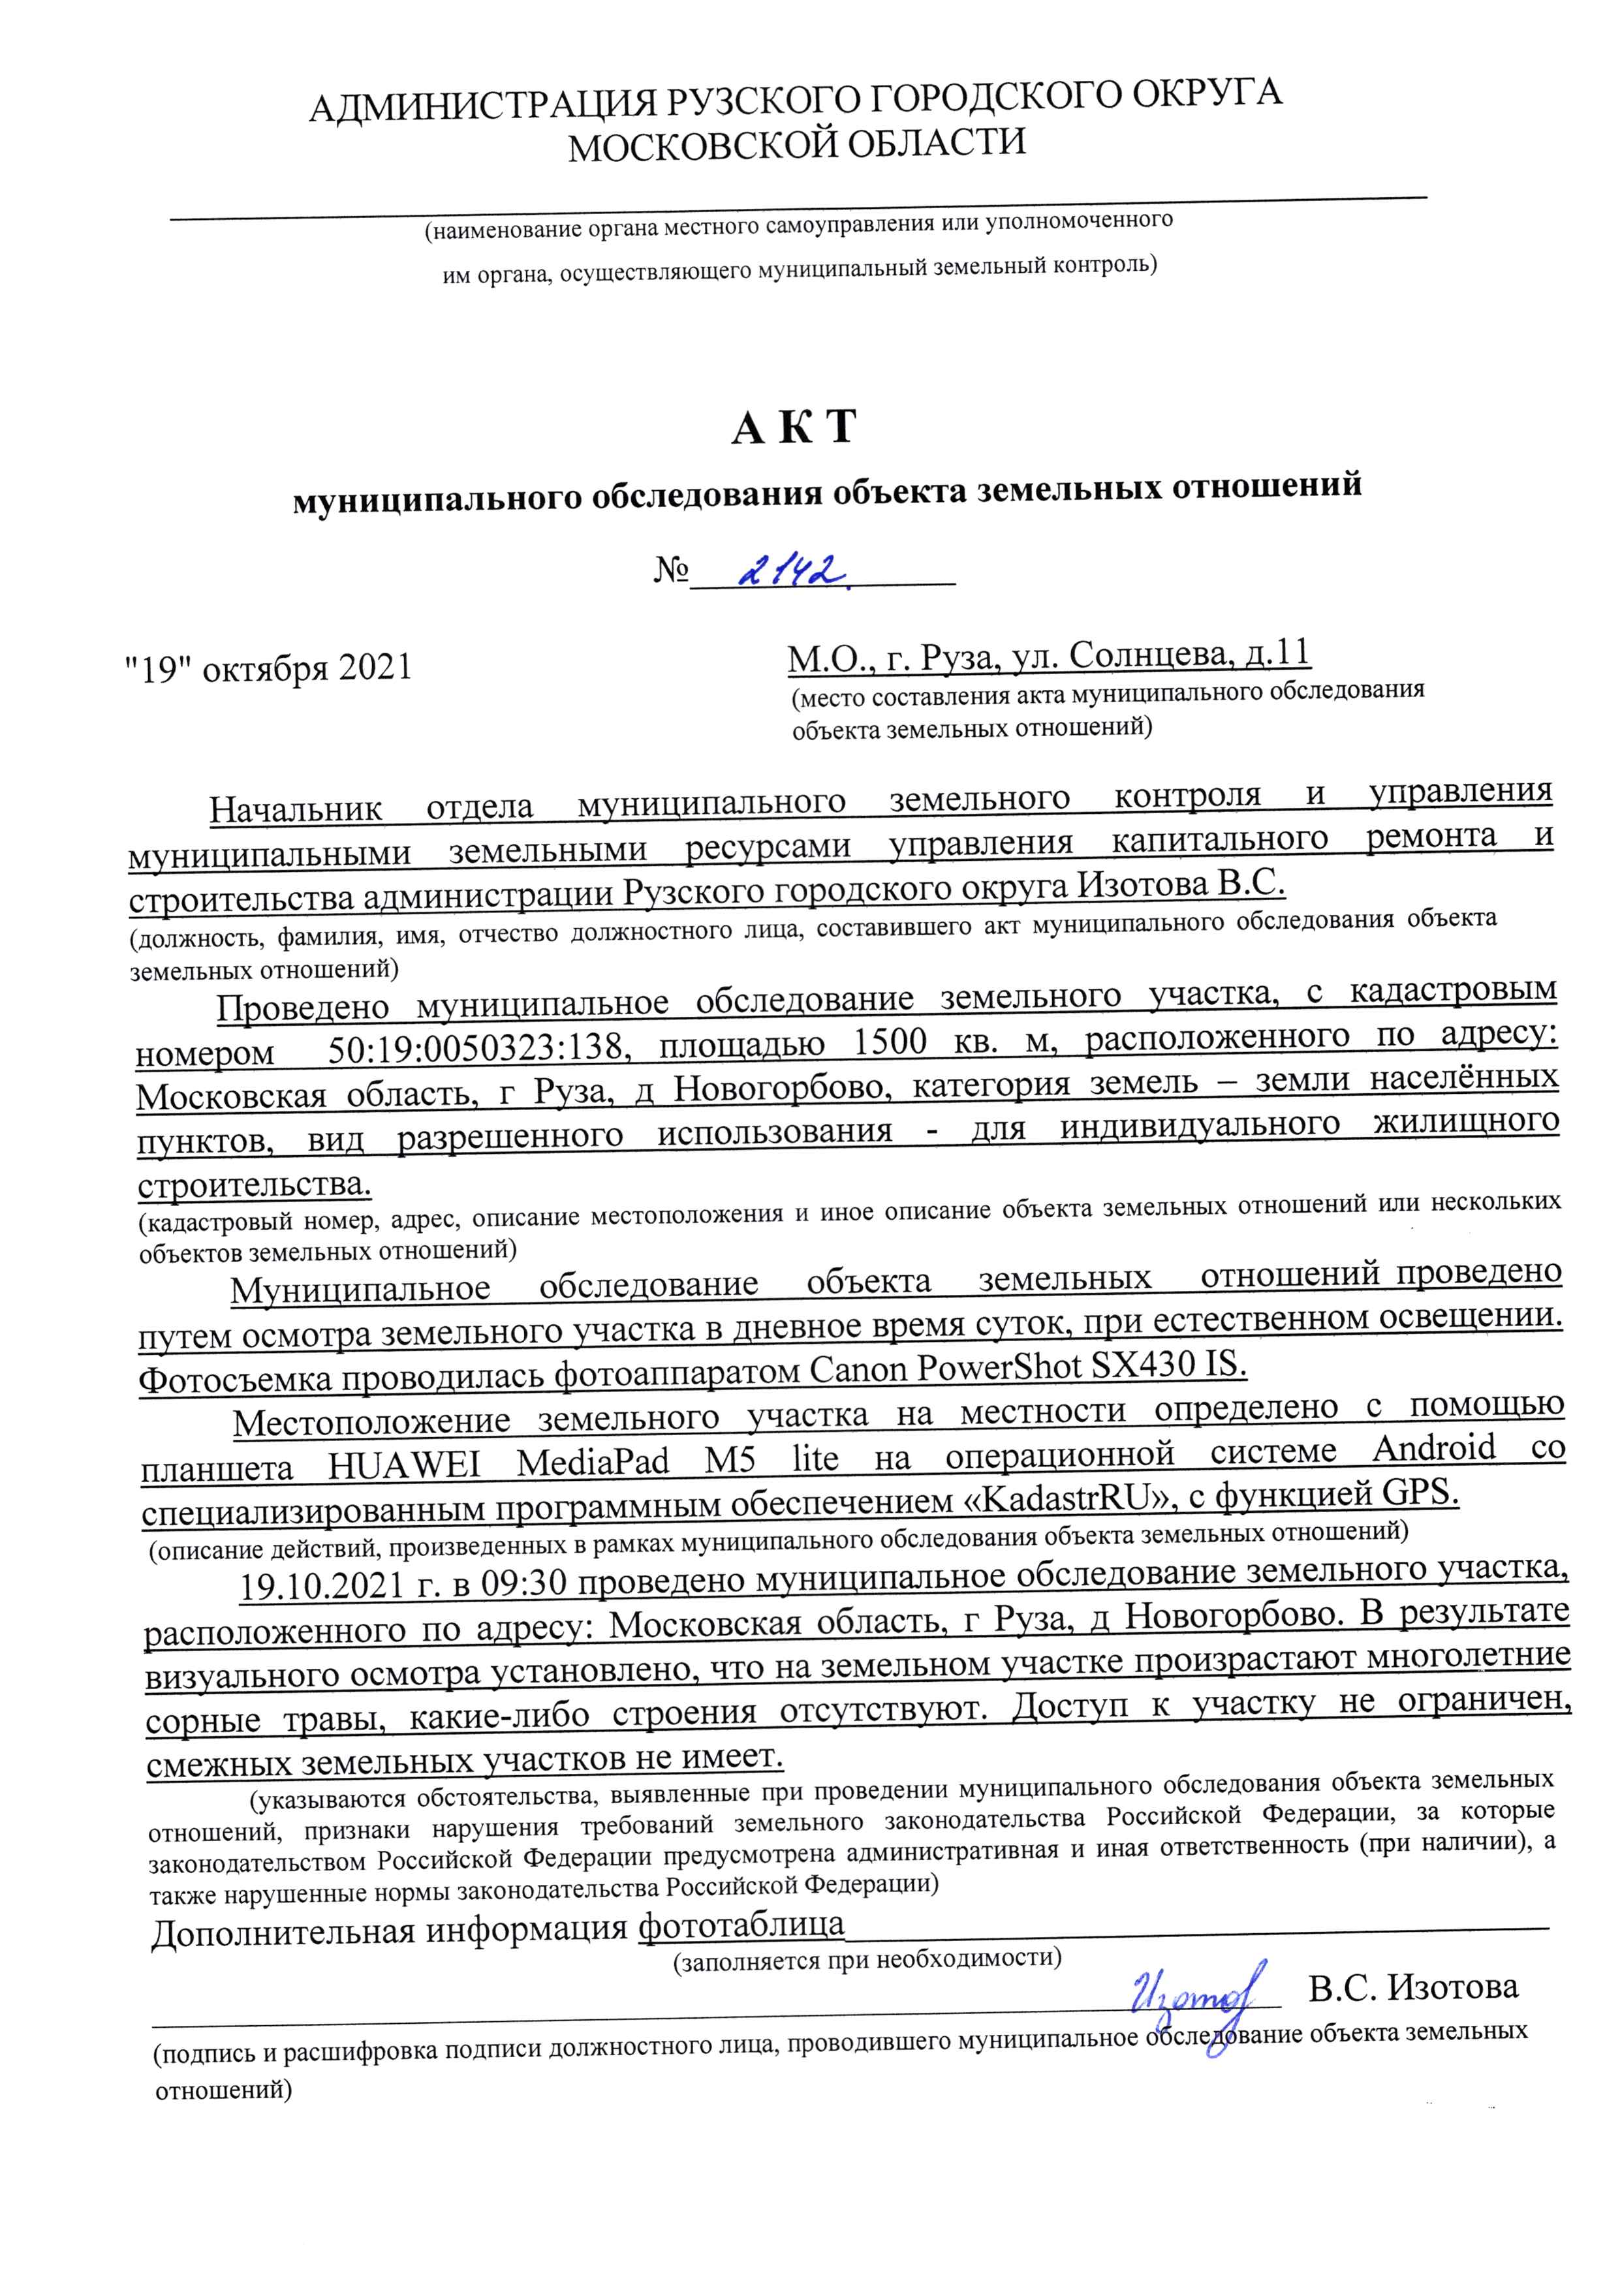 АДМИНИСТРАЦИЯ РУЗСКОГО ГОРОДСКОГО ОКРУГА
МОСКОВСКОЙ ОБЛАСТИ
(наименование органа местного самоуправления или уполномоченного
им органа, осуществляющего муниципальный земельный контроль)
А К Т
муниципального обследования объекта земельных отношений
№ 2142.
"19" октября 2021
М.О., г. Руза, ул. Солнцева, д.11
(место составления акта муниципального обследования
объекта земельных отношений)
Начальник отдела муниципального земельного контроля и управления
муниципальными земельными ресурсами управления капитального ремонта и
строительства администрации Рузского городского округа Изотова В.С.
(должность, фамилия, имя, отчество должностного лица, составившего акт муниципального обследования объекта
земельных отношений)
Проведено муниципальное обследование земельного участка, с кадастровым
номером 50:19:0050323:138, площадью 1500 кв. м, расположенного по адресу:
Московская область, г Руза, д Новогорбово, категория земель – земли населённых
пунктов, вид разрешенного использования - для индивидуального жилищного
строительства.
(кадастровый номер, адрес, описание местоположения и иное описание объекта земельных отношений или нескольких
объектов земельных отношений)
Муниципальное обследование объекта земельных отношений проведено
путем осмотра земельного участка в дневное время суток, при естественном освещении.
Фотосъемка проводилась фотоаппаратом Canon PowerShot SX430 IS.
Местоположение земельного участка на местности определено с помощью
планшета HUAWEI MediaPad M5 lite на операционной системе Android со
специализированным программным обеспечением «KadastrRU», с функцией GPS.
(описание действий, произведенных в рамках муниципального обследования объекта земельных отношений)
19.10.2021 г. в 09:30 проведено муниципальное обследование земельного участка,
расположенного по адресу: Московская область, г Руза, д Новогорбово. В результате
визуального осмотра установлено, что на земельном участке произрастают многолетние
сорные травы, какие-либо строения отсутствуют. Доступ к участку не ограничен,
смежных земельных участков не имеет.
(указываются обстоятельства, выявленные при проведении муниципального обследования объекта земельных
отношений, признаки нарушения требований земельного законодательства Российской Федерации, за которые
законодательством Российской Федерации предусмотрена административная и иная ответственность (при наличии), а
также нарушенные нормы законодательства Российской Федерации)
Дополнительная информация фототаблица
(заполняется при необходимости)
Изотов В.С. Изотова
(подпись и расшифровка подписи должностного лица, проводившего муниципальное обследование объекта земельных
отношений)